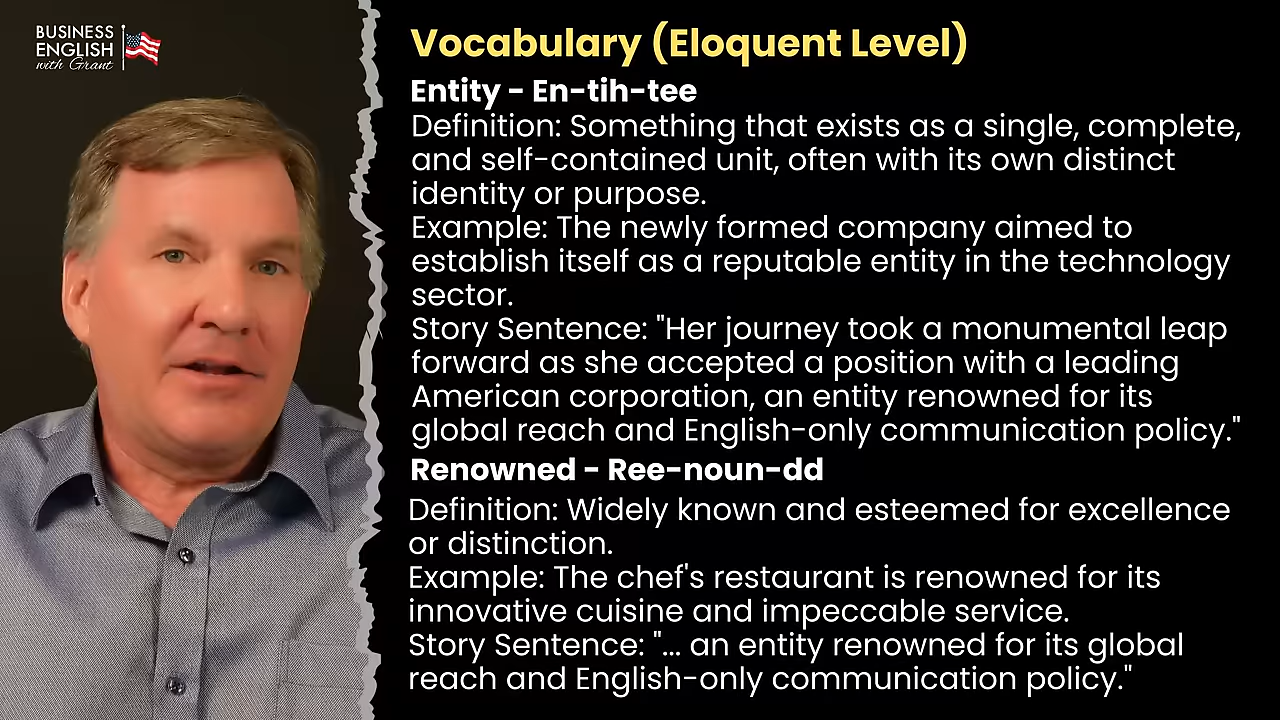 BUSINESS
ENGLISH
with Grant
Vocabulary (Eloquent Level)
Entity - En-tih-tee
Definition: Something that exists as a single, complete,
and self-contained unit, often with its own distinct
identity or purpose.
Example: The newly formed company aimed to
establish itself as a reputable entity in the technology
sector.
Story Sentence: "Her journey took a monumental leap
forward as she accepted a position with a leading
American corporation, an entity renowned for its
global reach and English-only communication policy."
Renowned - Ree-noun-dd
Definition: Widely known and esteemed for excellence
or distinction.
Example: The chef's restaurant is renowned for its
innovative cuisine and impeccable service.
Story Sentence: "... an entity renowned for its global
reach and English-only communication policy."